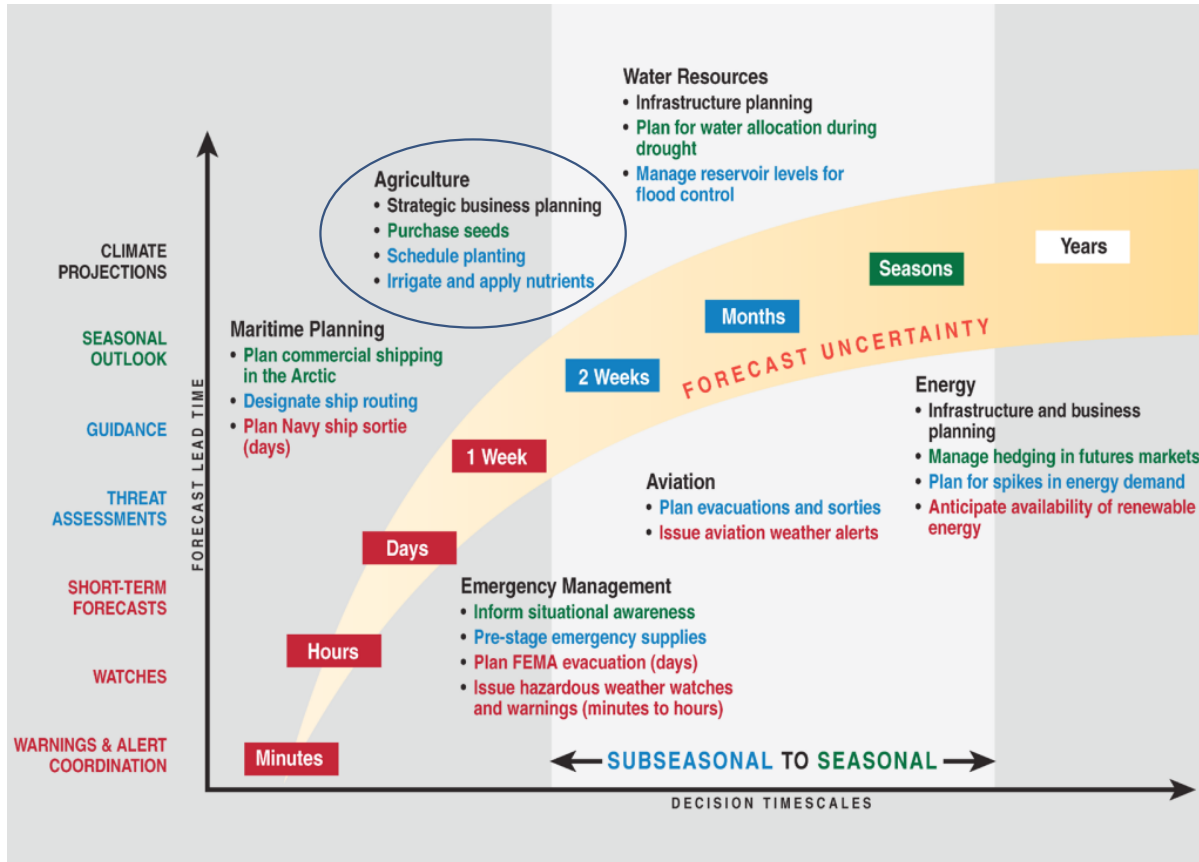 Water Resources
• Infrastructure planning
• Plan for water allocation during
drought
• Manage reservoir levels for
flood control
Agriculture
• Strategic business planning
• Purchase seeds
• Schedule planting
• Irrigate and apply nutrients
Maritime Planning
• Plan commercial shipping
in the Arctic
• Designate ship routing
• Plan Navy ship sortie
(days)
CLIMATE
PROJECTIONS
SEASONAL
OUTLOOK
GUIDANCE
THREAT
ASSESSMENTS
SHORT-TERM
FORECASTS
WATCHES
WARNINGS & ALERT
COORDINATION
FORECAST LEAD TIME
Years
Seasons
Months
2 Weeks
1 Week
Days
Hours
Minutes
FORECAST UNCERTAINTY
Energy
• Infrastructure and business
planning
• Manage hedging in futures markets
• Plan for spikes in energy demand
• Anticipate availability of renewable
energy
Aviation
• Plan evacuations and sorties
• Issue aviation weather alerts
Emergency Management
• Inform situational awareness
• Pre-stage emergency supplies
• Plan FEMA evacuation (days)
• Issue hazardous weather watches
and warnings (minutes to hours)
SUBSEASONAL TO SEASONAL
DECISION TIMESCALES